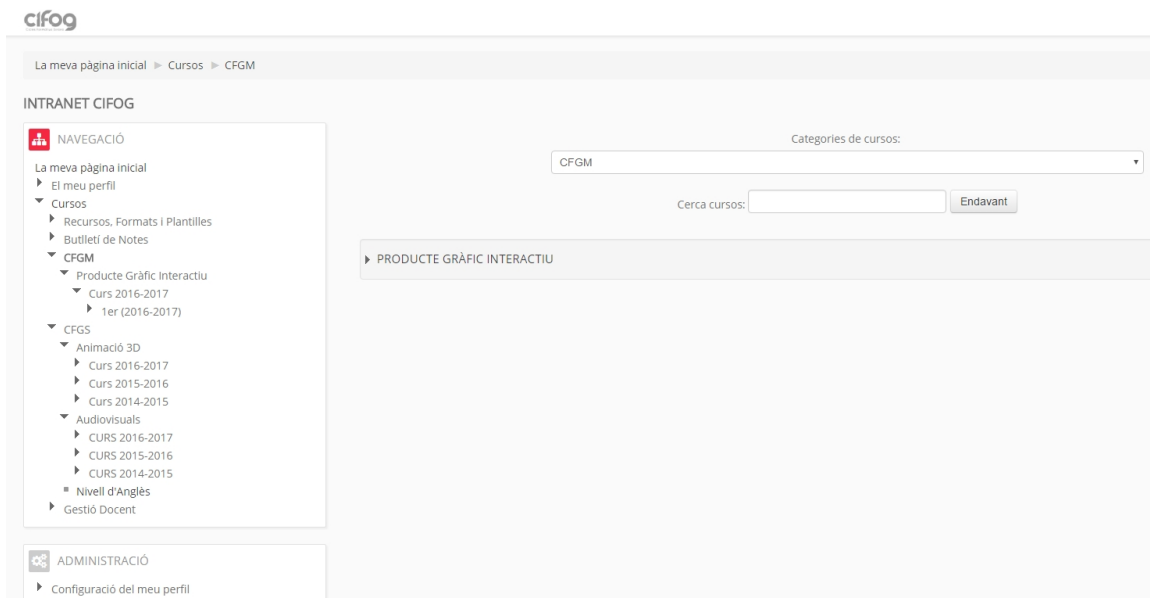 cifog
La meva pàgina inicial Cursos CFGM
INTRANET CIFOG
NAVEGACIÓ
La meva pàgina inicial
El meu perfil
Cursos
Recursos, Formats i Plantilles
Butlletí de Notes
CFGM
Producte Gràfic Interactiu
Curs 2016-2017
1er (2016-2017)
CFGS
Animació 3D
Curs 2016-2017
Curs 2015-2016
Curs 2014-2015
Audiovisuals
CURS 2016-2017
CURS 2015-2016
CURS 2014-2015
Nivell d'Anglès
Gestió Docent
ADMINISTRACIÓ
Configuració del meu perfil
Categories de cursos:
CFGM
Cerca cursos: Endavant
PRODUCTE GRÀFIC INTERACTIU